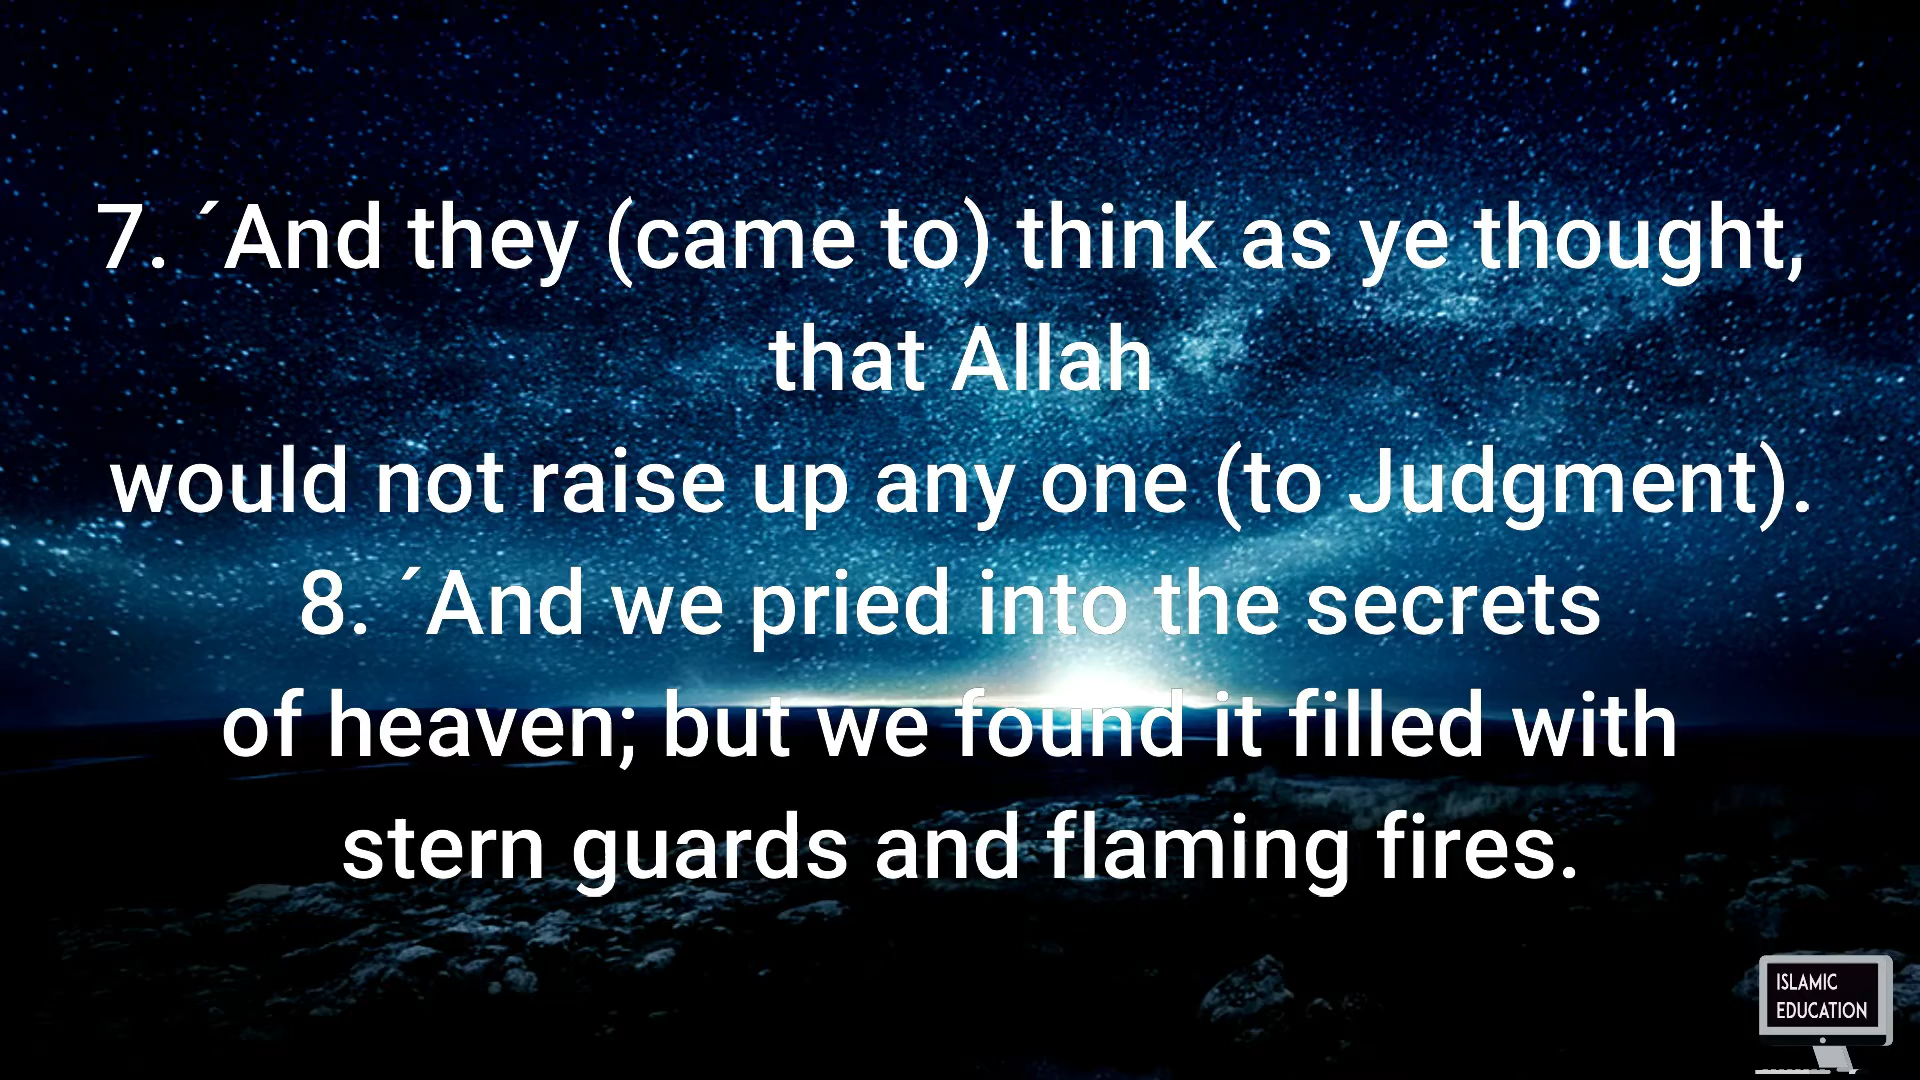 7. ´And they (came to) think as ye thought,
that Allah
would not raise up any one (to Judgment).
8. ´And we pried into the secrets
of heaven; but we found it filled with
stern guards and flaming fires.
ISLAMIC
EDUCATION